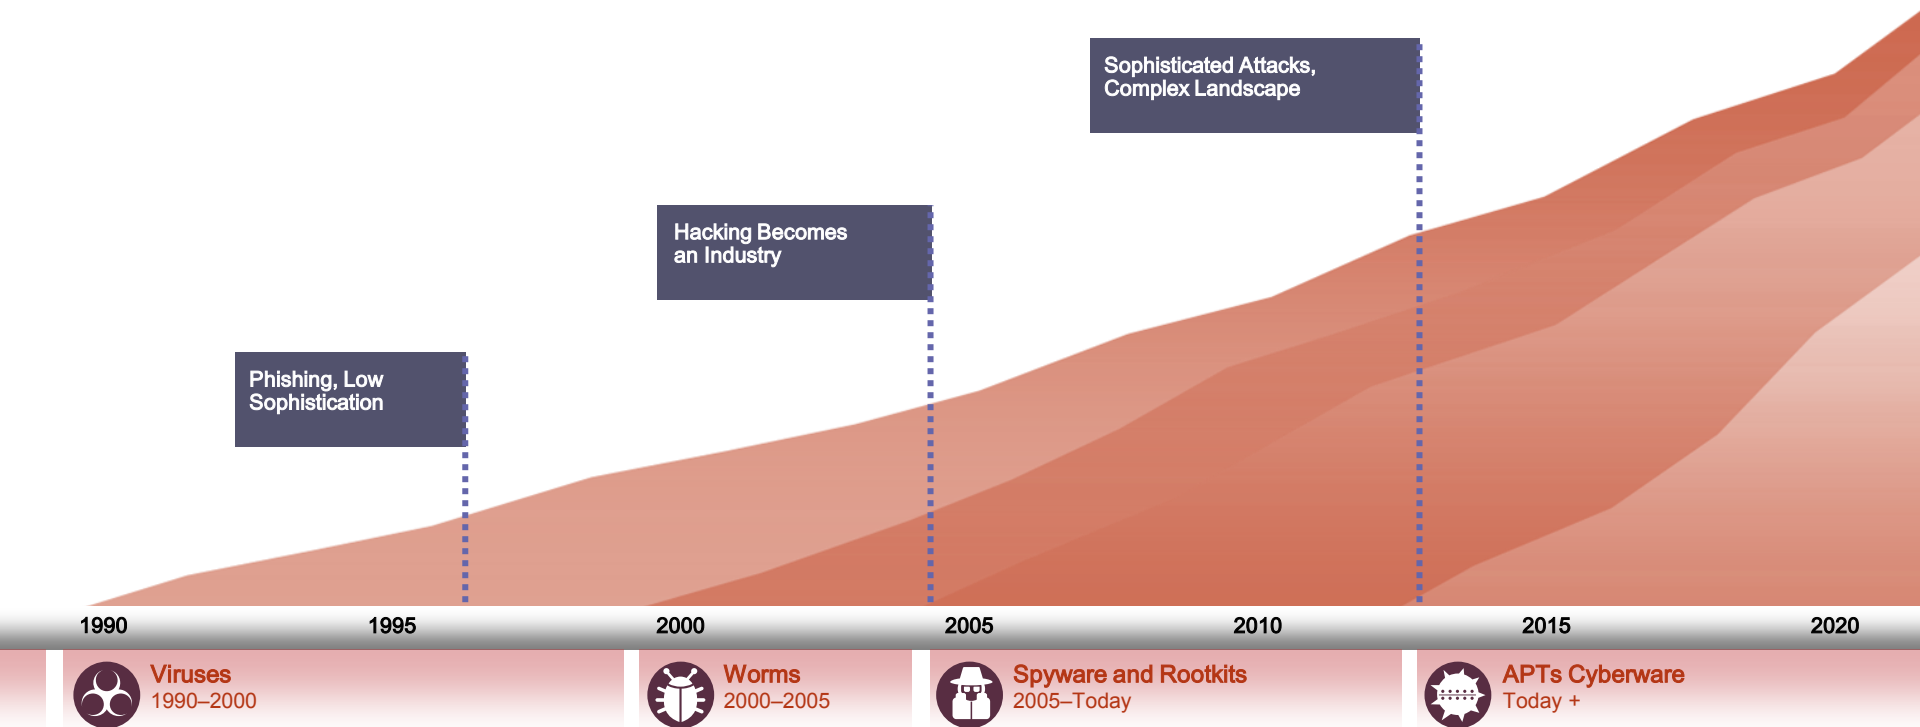 Sophisticated Attacks,
Complex Landscape
Hacking Becomes
an Industry
Phishing, Low
Sophistication
1990 1995 2000 2005 2010 2015 2020
Viruses
1990–2000
Worms
2000–2005
Spyware and Rootkits
2005–Today
APTs Cyberware
Today +